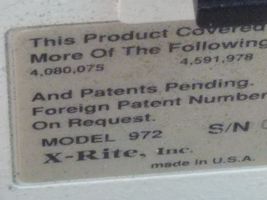 This Product Covered
More Of The Following
4,080,075 4,591,978
And Patents Pending.
Foreign Patent Number
On Request.
MODEL 972 S/N
X-Rite, Inc.
made in U.S.A.